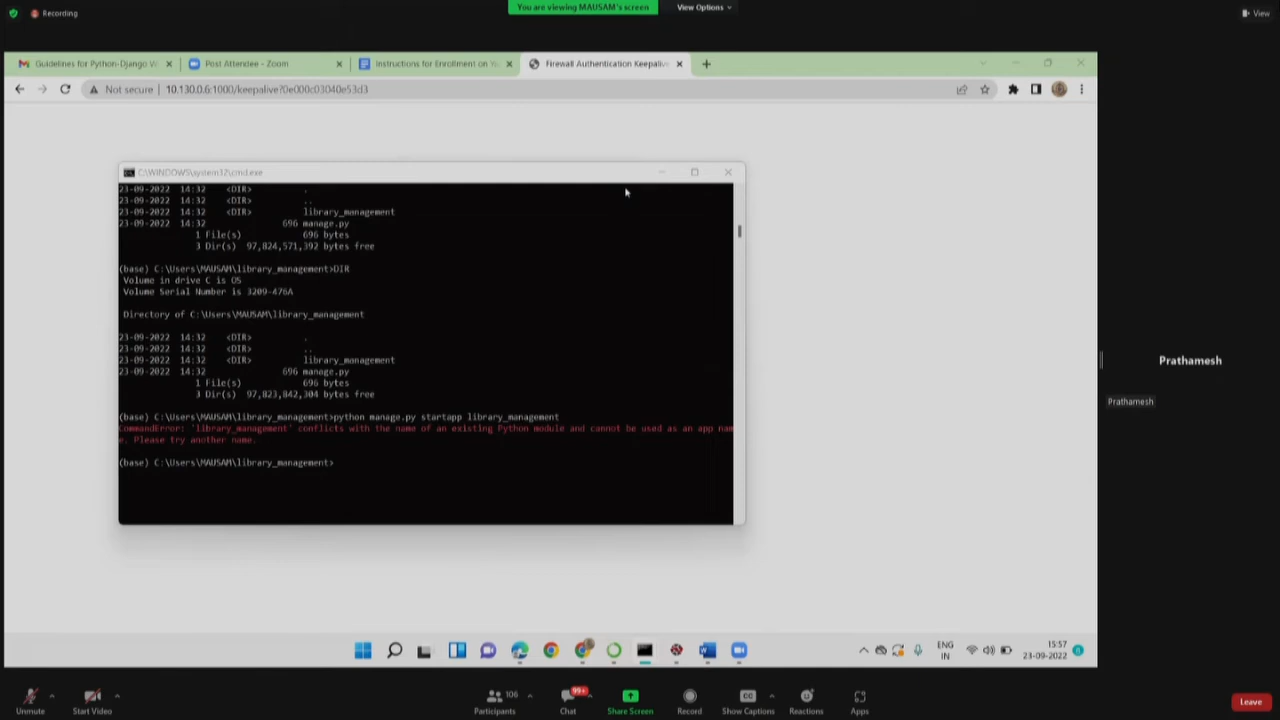 Recording
You are viewing MAUSAM's screen
View Options
View
Guidelines for Python-Django W
Post Attendee - Zoom
Instructions for Enrollment on
Firewall Authentication Keepaliv
Not secure
10.130.0.6:1000/keepalive?0e000c03040e53d3
C:\WINDOWS\system32\cmd.exe
23-09-2022 14:32 <DIR> .
23-09-2022 14:32 <DIR> ..
23-09-2022 14:32 <DIR> library_management
23-09-2022 14:32 696 manage.py
1 File(s) 696 bytes
3 Dir(s) 97,824,571,392 bytes free
(base) C:\Users\MAUSAM\library_management>DIR
Volume in drive C is OS
Volume Serial Number is 3209-476A
Directory of C:\Users\MAUSAM\library_management
23-09-2022 14:32 <DIR> .
23-09-2022 14:32 <DIR> ..
23-09-2022 14:32 <DIR> library_management
23-09-2022 14:32 696 manage.py
1 File(s) 696 bytes
3 Dir(s) 97,823,842,304 bytes free
(base) C:\Users\MAUSAM\library_management>python manage.py startapp library_management
CommandError: 'library_management' conflicts with the name of an existing Python module and cannot be used as an app nam
e. Please try another name.
(base) C:\Users\MAUSAM\library_management>
Prathamesh
Prathamesh
ENG
IN
15:57
23-09-2022
Unmute
Start Video
106
Participants
99+
Chat
Share Screen
Record
CC
Show Captions
Reactions
Apps
Leave